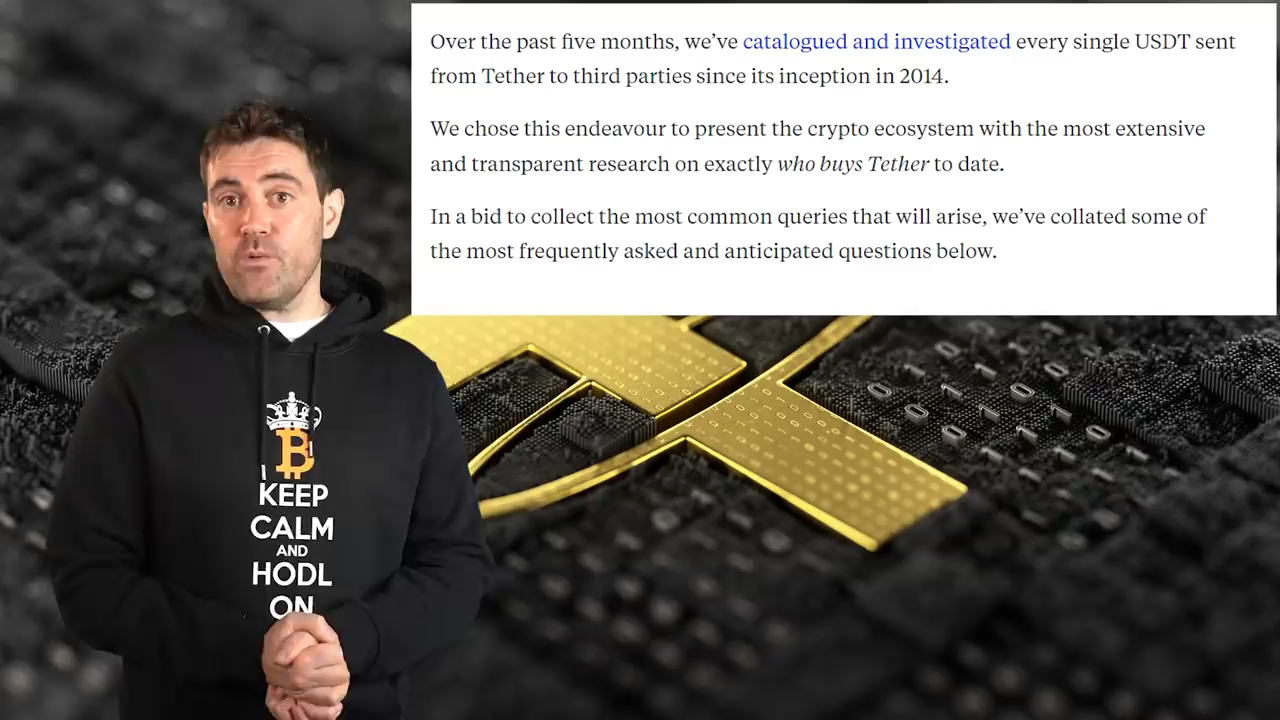 Over the past five months, we’ve catalogued and investigated every single USDT sent
from Tether to third parties since its inception in 2014.
We chose this endeavour to present the crypto ecosystem with the most extensive
and transparent research on exactly who buys Tether to date.
In a bid to collect the most common queries that will arise, we’ve collated some of
the most frequently asked and anticipated questions below.
B
KEEP
CALM
AND
HODL
ON